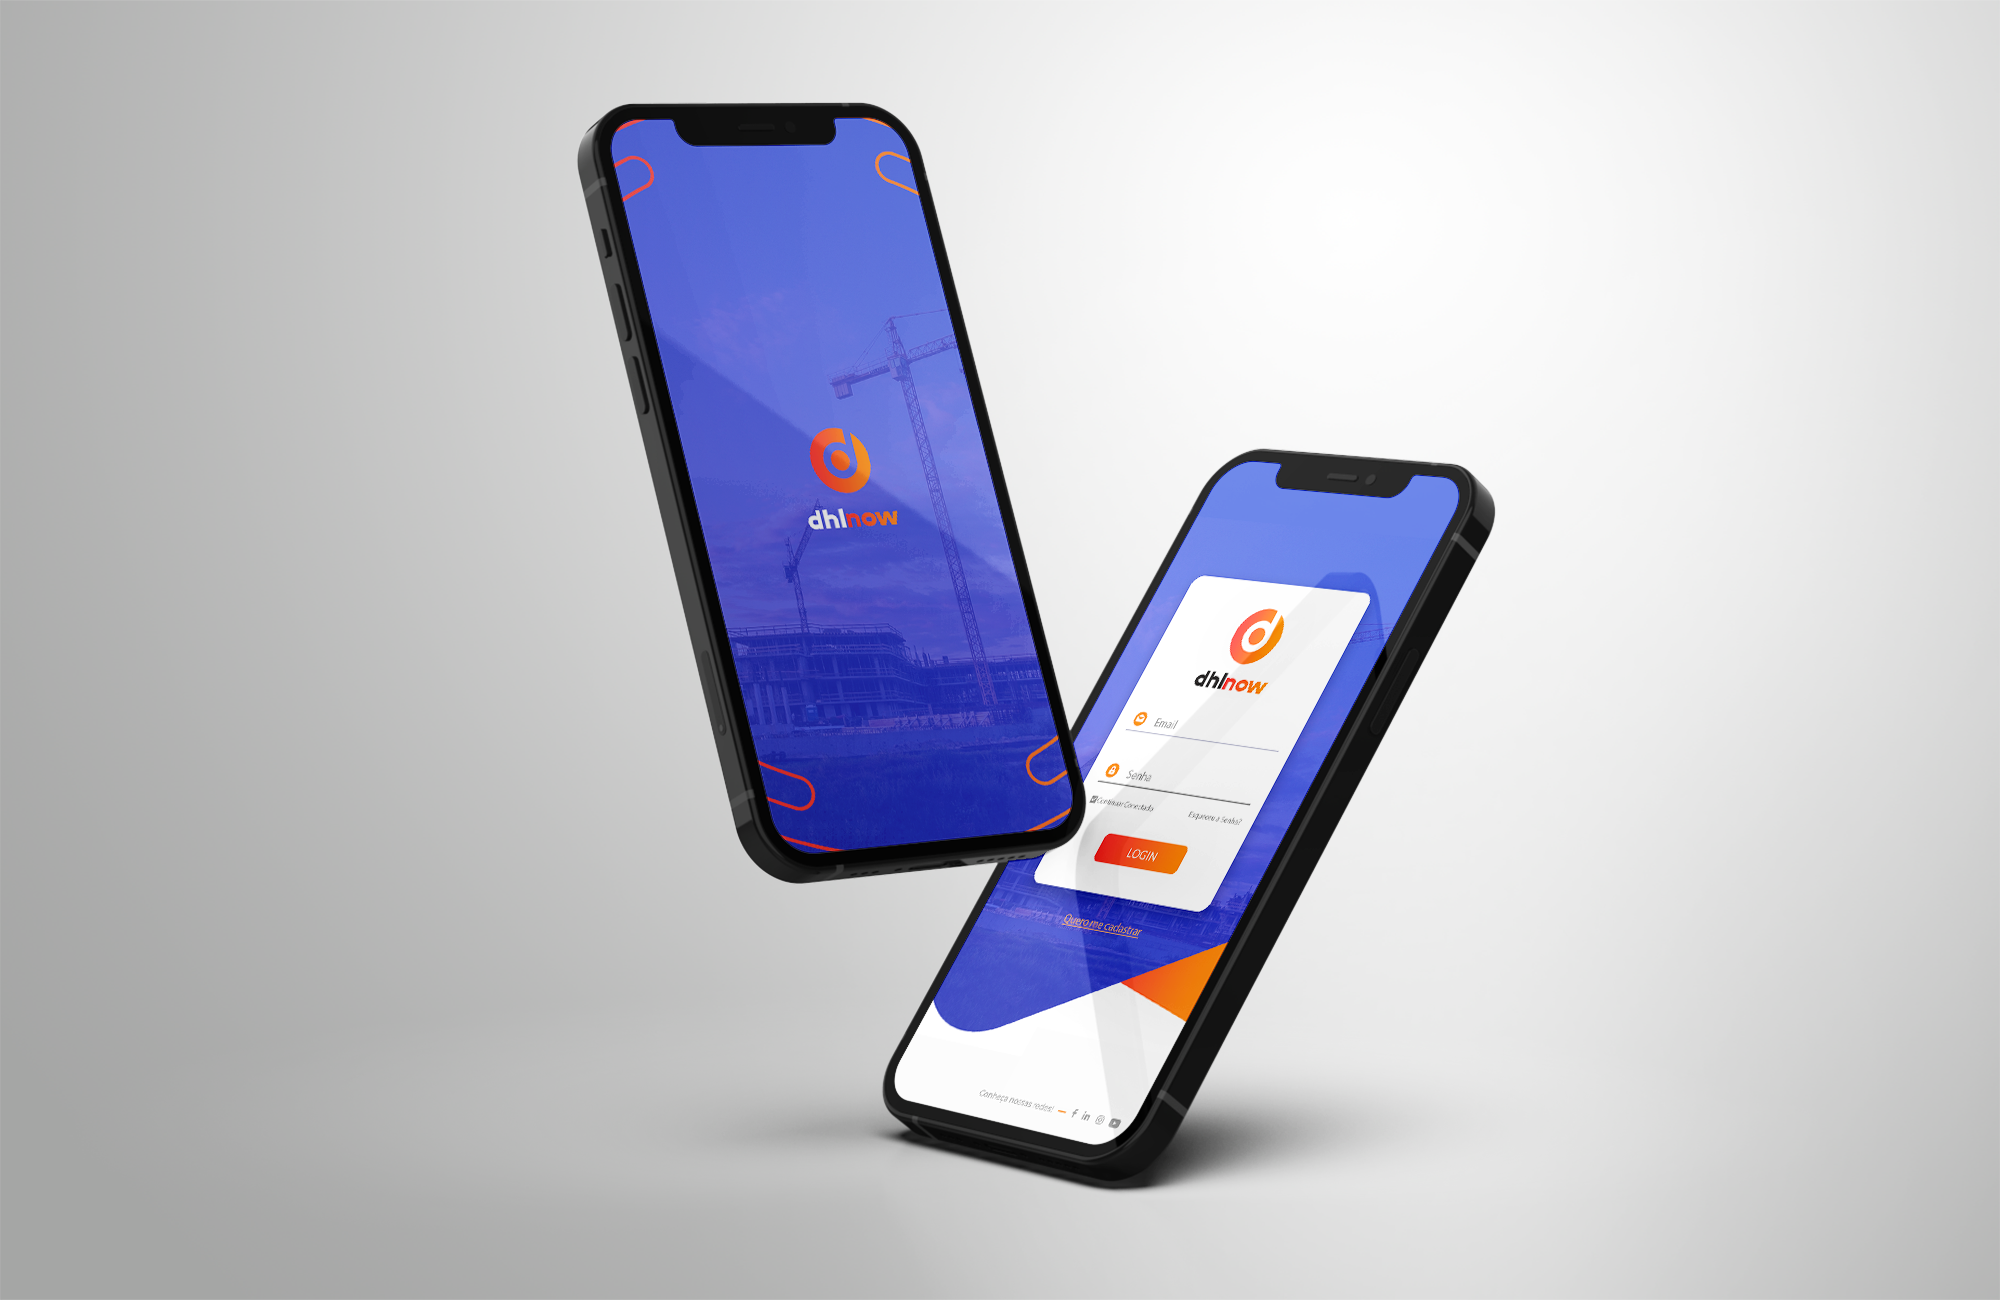 dhlnow
dhlnow
Email
Senha
Continuar Conectado
Esqueceu a Senha?
LOGIN
Quero me cadastrar
Conheça nossas redes!